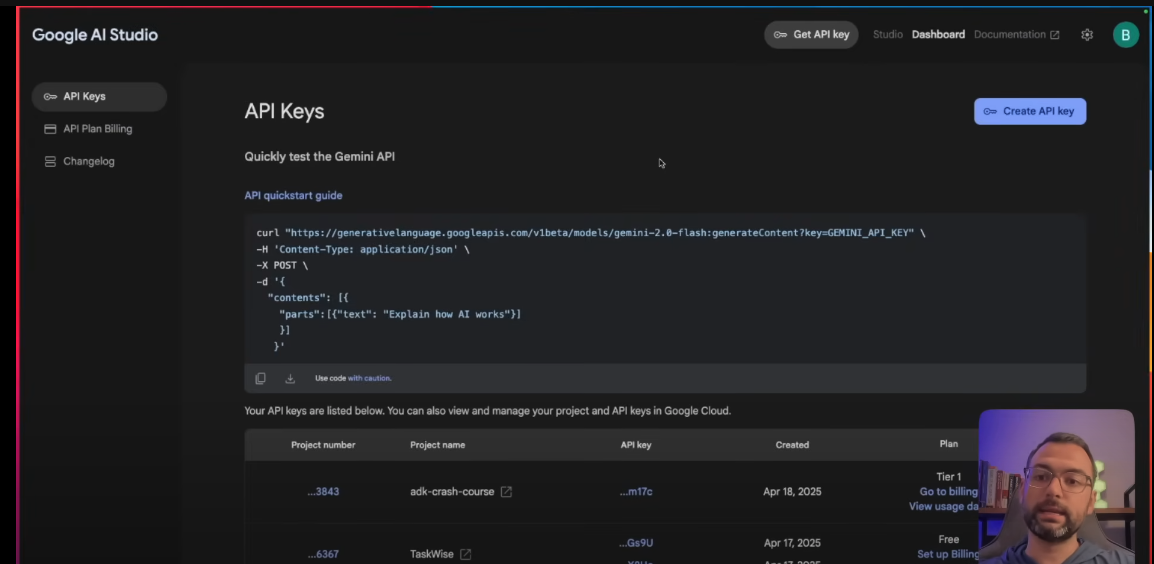 Google AI Studio
Get API key
Studio
Dashboard
Documentation
B
API Keys
API Plan Billing
Changelog
API Keys
Create API key
Quickly test the Gemini API
API quickstart guide
curl "https://generativelanguage.googleapis.com/v1beta/models/gemini-2.0-flash:generateContent?key=GEMINI_API_KEY" \
-H 'Content-Type: application/json' \
-X POST \
-d '{
"contents": [{
"parts":[{"text": "Explain how AI works"}]
}]
}'
Use code with caution.
Your API keys are listed below. You can also view and manage your project and API keys in Google Cloud.
Project number Project name API key Created Plan
...3843 adk-crash-course ...m17c Apr 18, 2025 Tier 1
Go to billing
View usage da
...6367 TaskWise ...Gs9U Apr 17, 2025 Free
Set up Billing